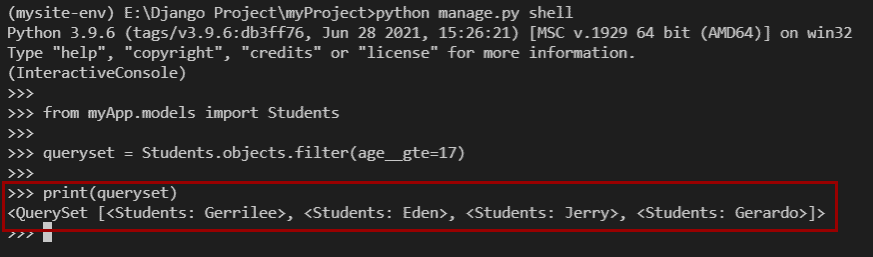 (mysite-env) E:\Django Project\myProject>python manage.py shell
Python 3.9.6 (tags/v3.9.6:db3ff76, Jun 28 2021, 15:26:21) [MSC v.1929 64 bit (AMD64)] on win32
Type "help", "copyright", "credits" or "license" for more information.
(InteractiveConsole)
>>>
>>> from myApp.models import Students
>>>
>>> queryset = Students.objects.filter(age__gte=17)
>>>
>>> print(queryset)
<QuerySet [<Students: Gerrilee>, <Students: Eden>, <Students: Jerry>, <Students: Gerardo>]>
>>>